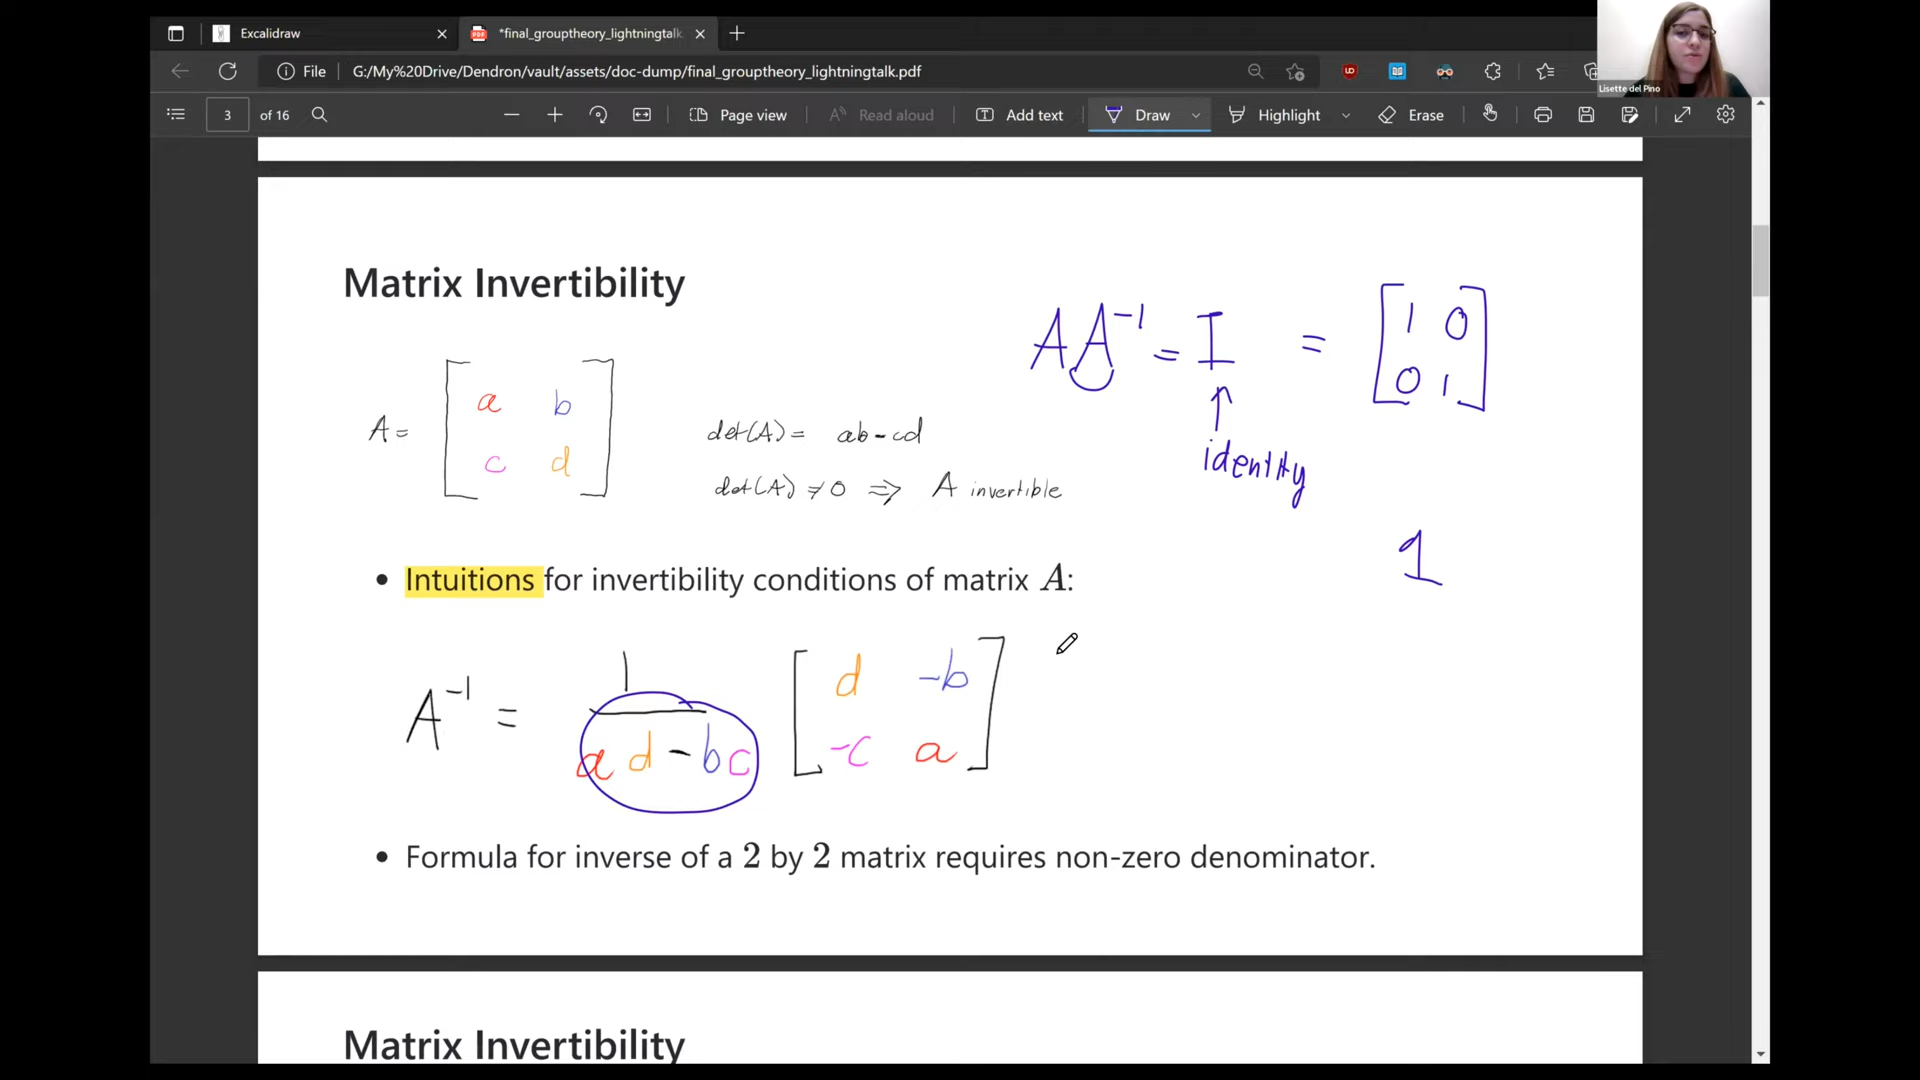 Excalidraw
*final_grouptheory_lightningtalk
File G:/My%20Drive/Dendron/vault/assets/doc-dump/final_grouptheory_lightningtalk.pdf
Lisette del Pino
3 of 16
Page view
Read aloud
Add text
Draw
Highlight
Erase
Matrix Invertibility
A = [ a b
c d ]
det(A) = ab - cd
det(A) ≠ 0 ⇒ A invertible
A A⁻¹ = I = [ 1 0
0 1 ]
↑
identity
1
• Intuitions for invertibility conditions of matrix A:
A⁻¹ = 1 / (ad - bc) [ d -b
-c a ]
• Formula for inverse of a 2 by 2 matrix requires non-zero denominator.
Matrix Invertibility